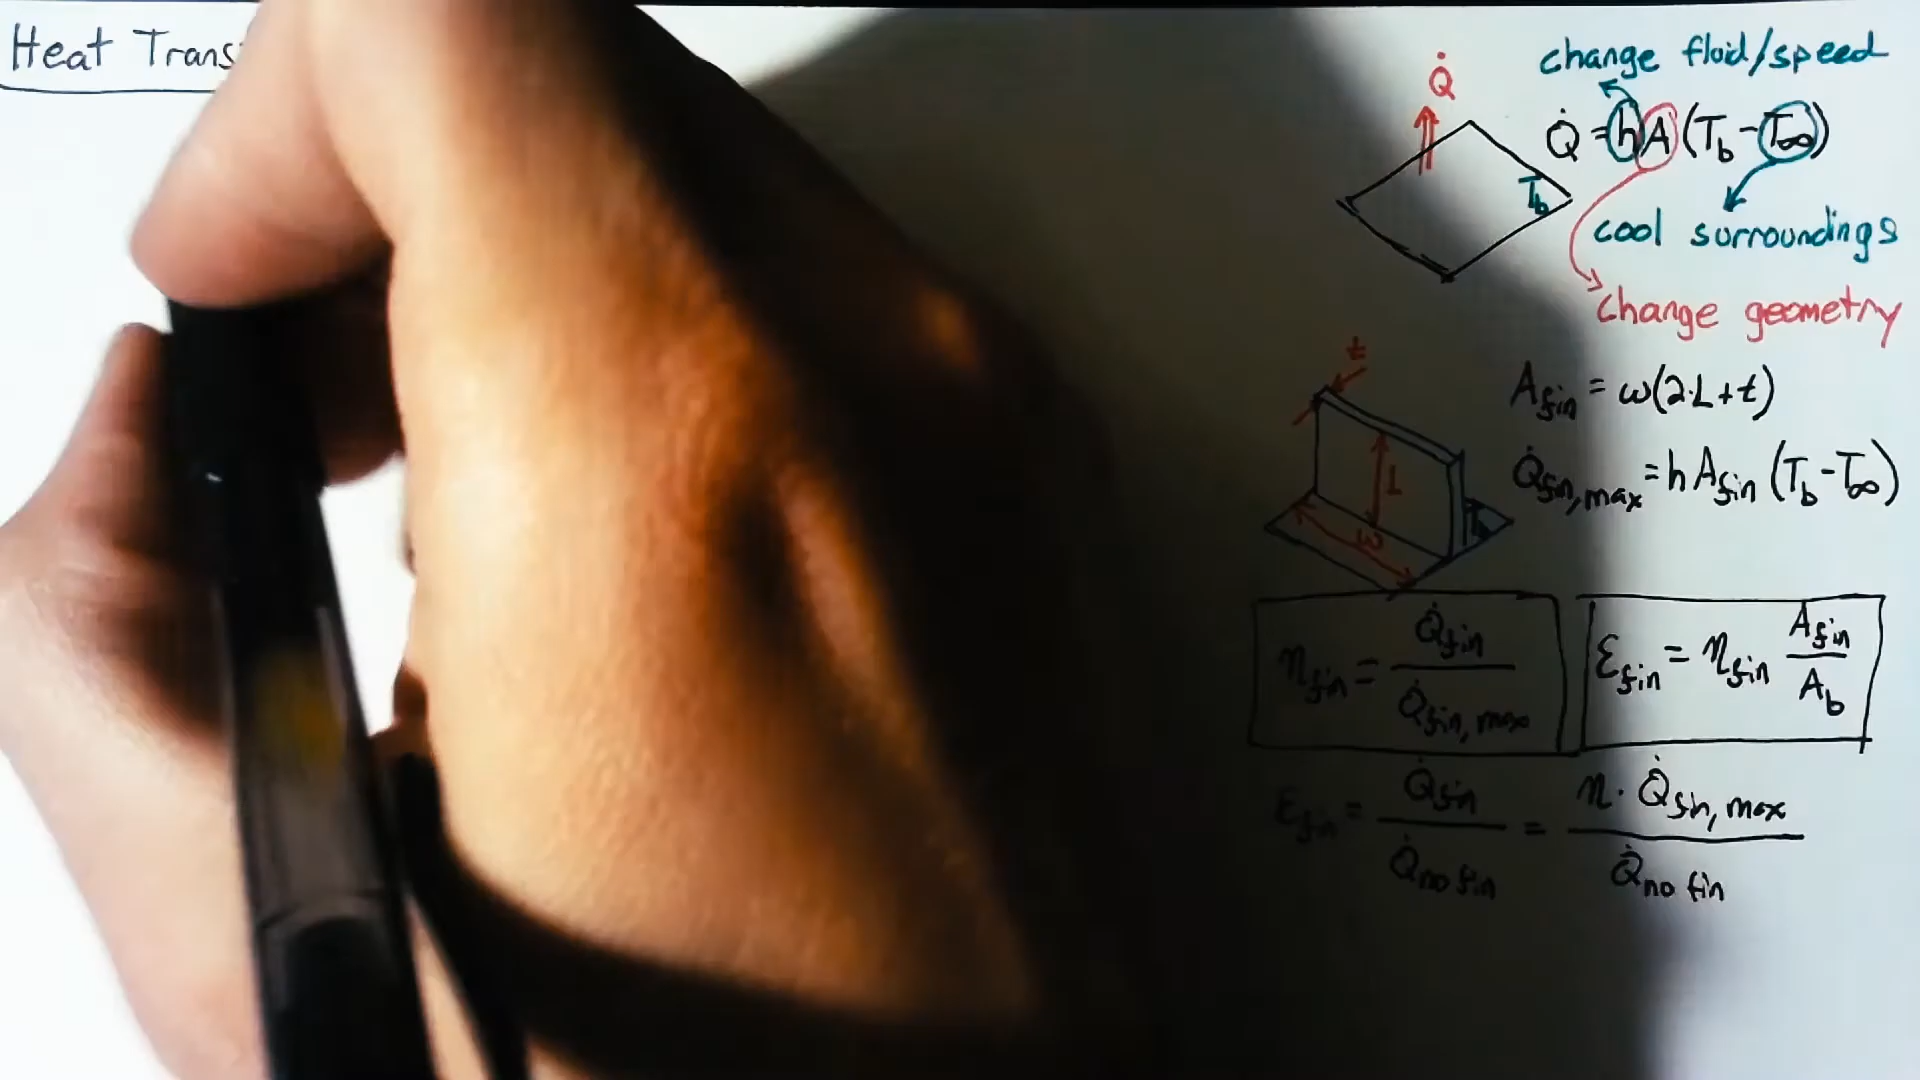 Heat Trans
Q̇
change fluid/speed
Q̇ = hA(T_b - T_∞)
T_b
cool surroundings
change geometry
t
L
w
A_fin = w(2·L+t)
Q̇_fin,max = h A_fin (T_b - T_∞)
η_fin = Q̇_fin / Q̇_fin,max
ε_fin = η_fin A_fin / A_b
ε_fin = Q̇_fin / Q̇_no fin = η · Q̇_fin,max / Q̇_no fin